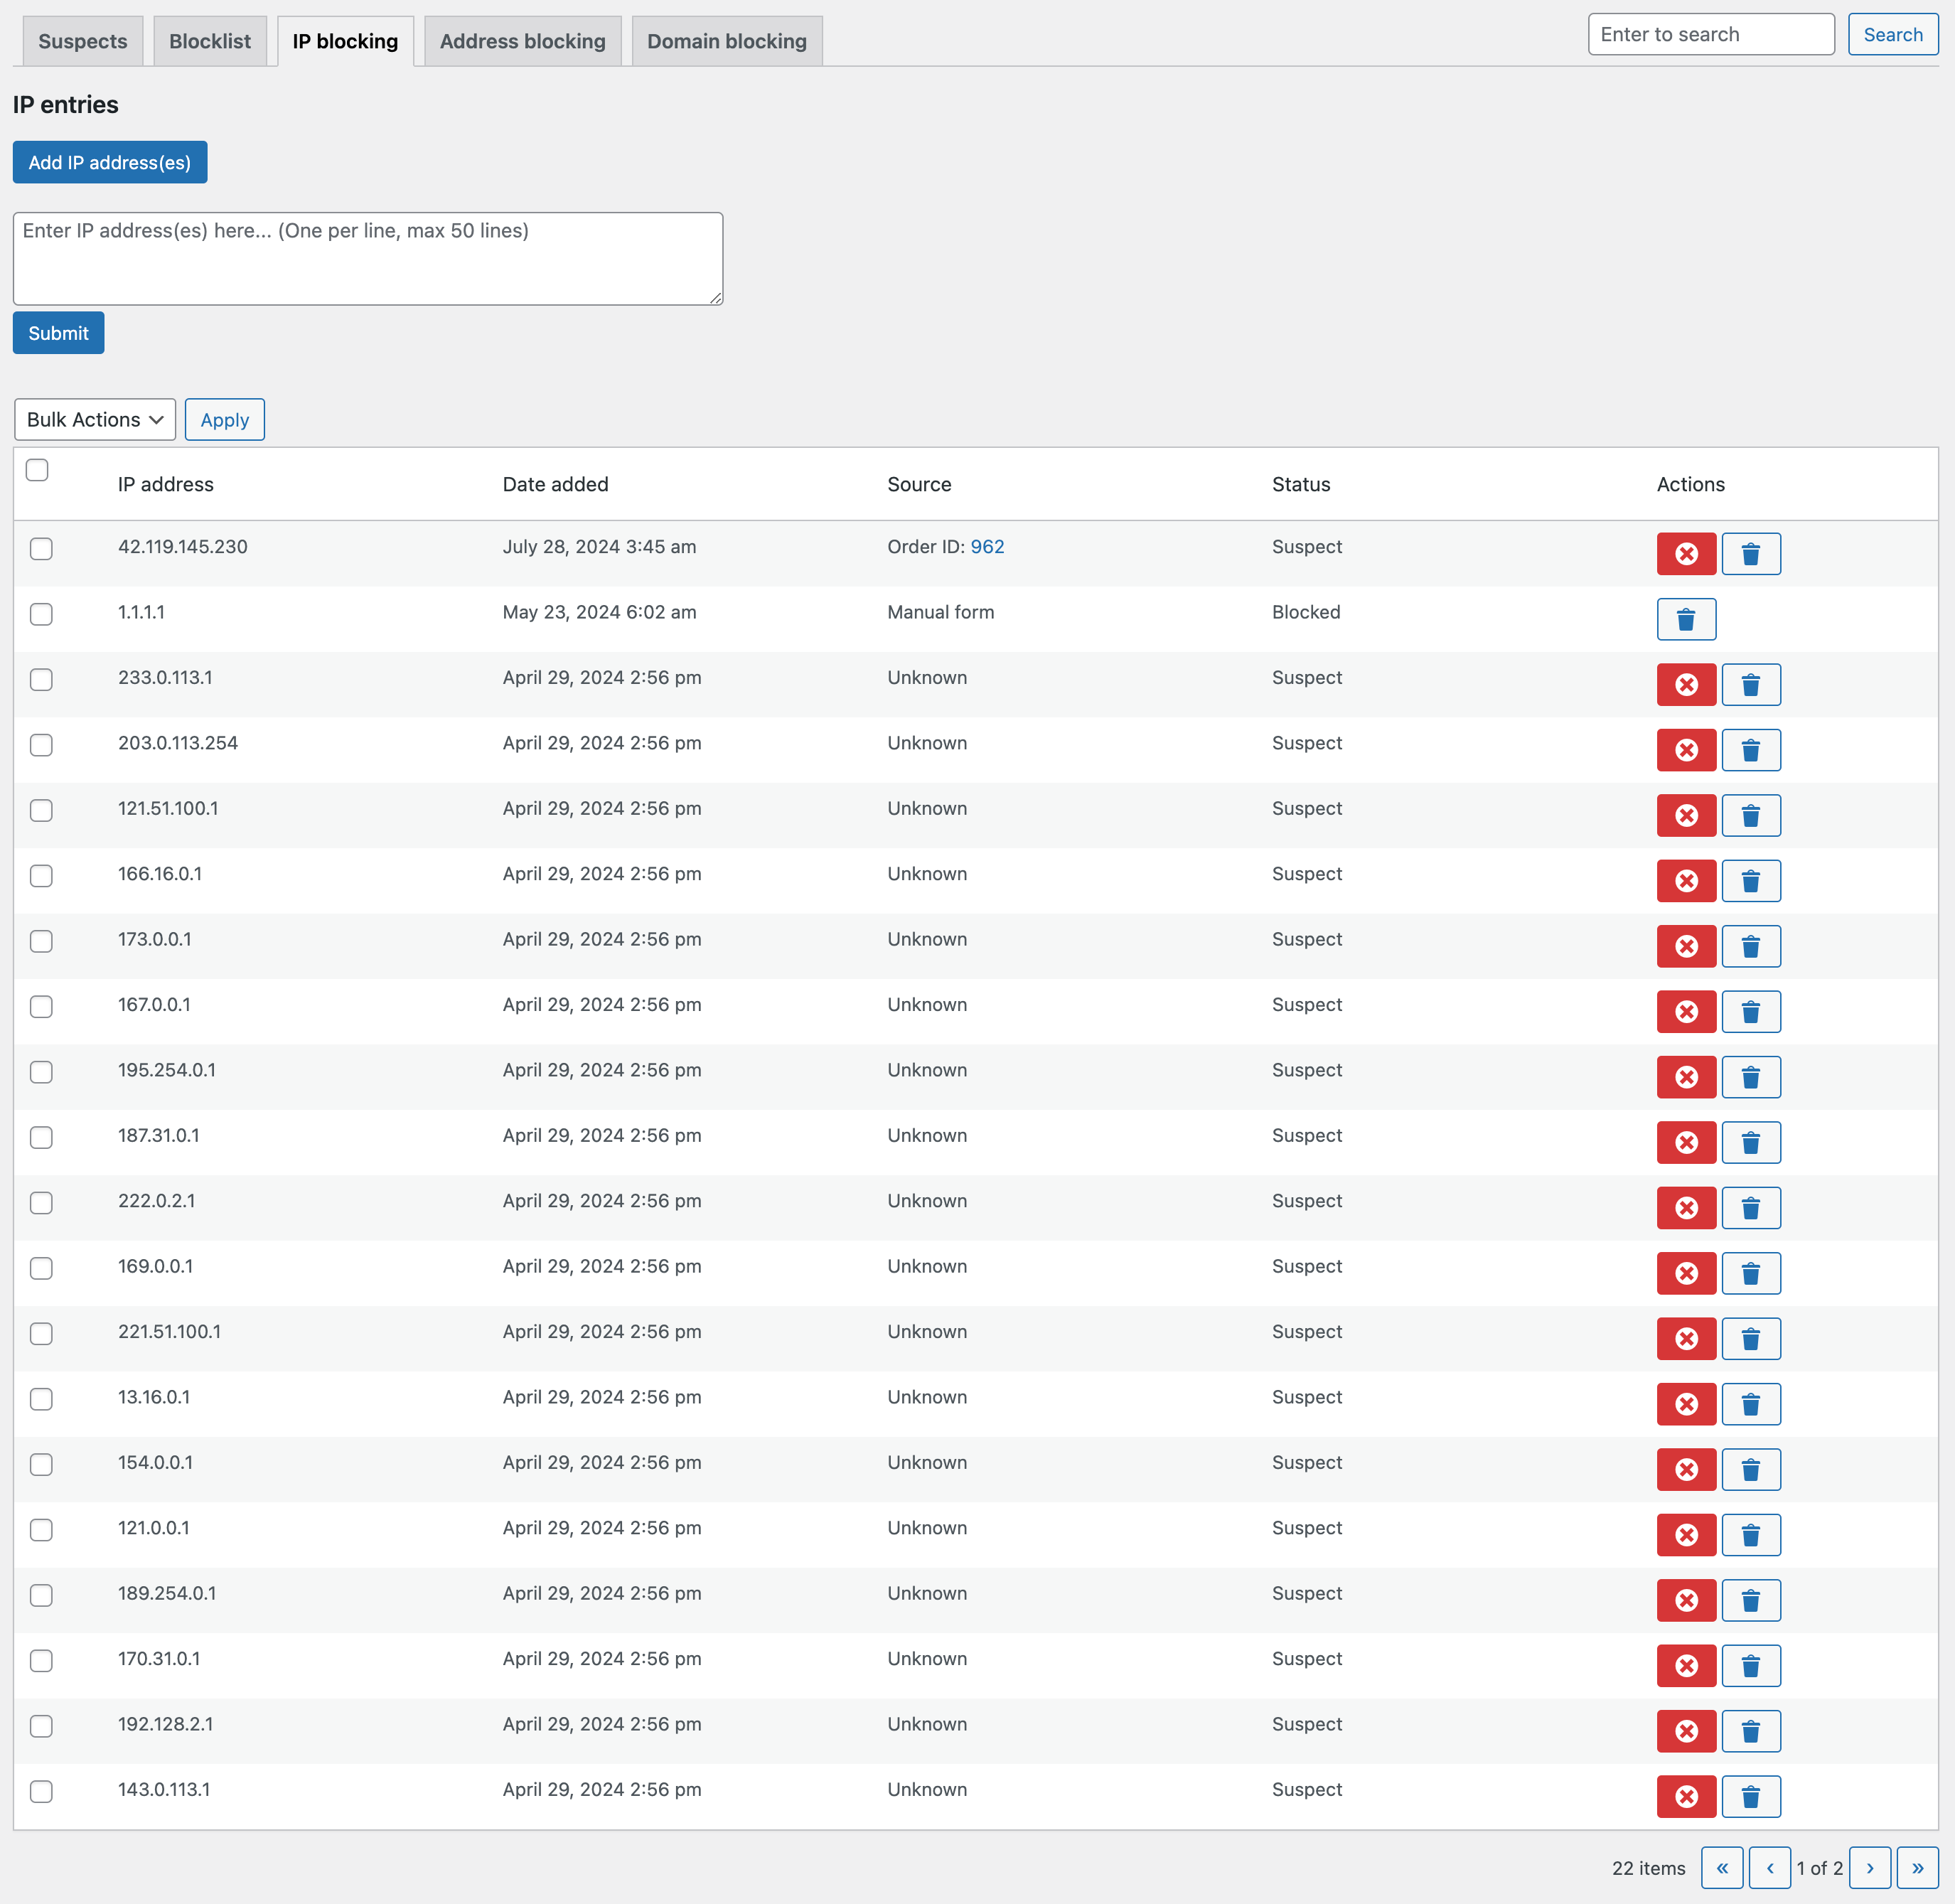 Suspects Blocklist IP blocking Address blocking Domain blocking Enter to search Search
IP entries
Add IP address(es)
Enter IP address(es) here... (One per line, max 50 lines)
Submit
Bulk Actions Apply
IP address Date added Source Status Actions
42.119.145.230 July 28, 2024 3:45 am Order ID: 962 Suspect
1.1.1.1 May 23, 2024 6:02 am Manual form Blocked
233.0.113.1 April 29, 2024 2:56 pm Unknown Suspect
203.0.113.254 April 29, 2024 2:56 pm Unknown Suspect
121.51.100.1 April 29, 2024 2:56 pm Unknown Suspect
166.16.0.1 April 29, 2024 2:56 pm Unknown Suspect
173.0.0.1 April 29, 2024 2:56 pm Unknown Suspect
167.0.0.1 April 29, 2024 2:56 pm Unknown Suspect
195.254.0.1 April 29, 2024 2:56 pm Unknown Suspect
187.31.0.1 April 29, 2024 2:56 pm Unknown Suspect
222.0.2.1 April 29, 2024 2:56 pm Unknown Suspect
169.0.0.1 April 29, 2024 2:56 pm Unknown Suspect
221.51.100.1 April 29, 2024 2:56 pm Unknown Suspect
13.16.0.1 April 29, 2024 2:56 pm Unknown Suspect
154.0.0.1 April 29, 2024 2:56 pm Unknown Suspect
121.0.0.1 April 29, 2024 2:56 pm Unknown Suspect
189.254.0.1 April 29, 2024 2:56 pm Unknown Suspect
170.31.0.1 April 29, 2024 2:56 pm Unknown Suspect
192.128.2.1 April 29, 2024 2:56 pm Unknown Suspect
143.0.113.1 April 29, 2024 2:56 pm Unknown Suspect
22 items « ‹ 1 of 2 › »